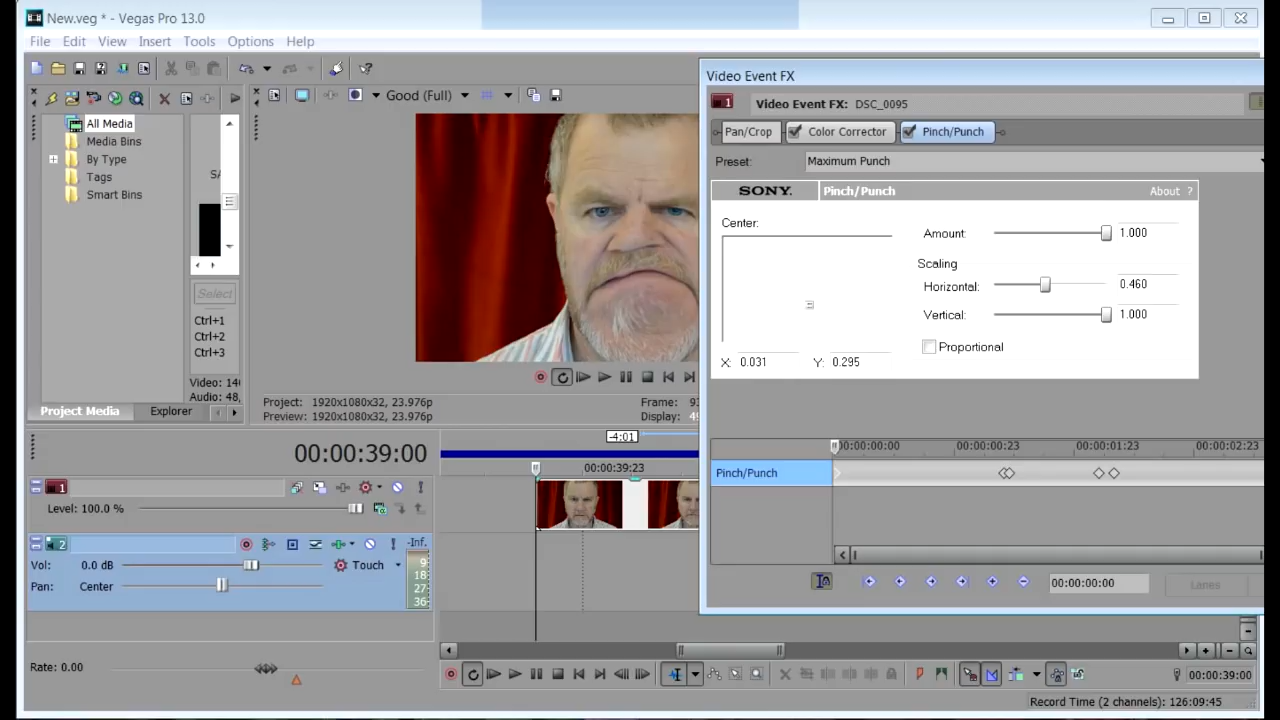 New.veg * - Vegas Pro 13.0
File Edit View Insert Tools Options Help
Good (Full)
All Media
Media Bins
By Type
Tags
Smart Bins
Select
Ctrl+1
Ctrl+2
Ctrl+3
Project Media Explorer
Project: 1920x1080x32, 23.976p
Preview: 1920x1080x32, 23.976p
Frame:
Display:
Video Event FX
Video Event FX: DSC_0095
Pan/Crop Color Corrector Pinch/Punch
Preset: Maximum Punch
SONY. Pinch/Punch About ?
Center:
X: 0.031 Y: 0.295
Amount: 1.000
Scaling
Horizontal: 0.460
Vertical: 1.000
Proportional
00:00:00:00 00:00:00:23 00:00:01:23 00:00:02:23
Pinch/Punch
00:00:00:00 Lanes
00:00:39:00
-4:01
00:00:39:23
1
Level: 100.0 %
2
-Inf.
Vol: 0.0 dB Touch
Pan: Center
9
18
27
36
Rate: 0.00
00:00:39:00
Record Time (2 channels): 126:09:45